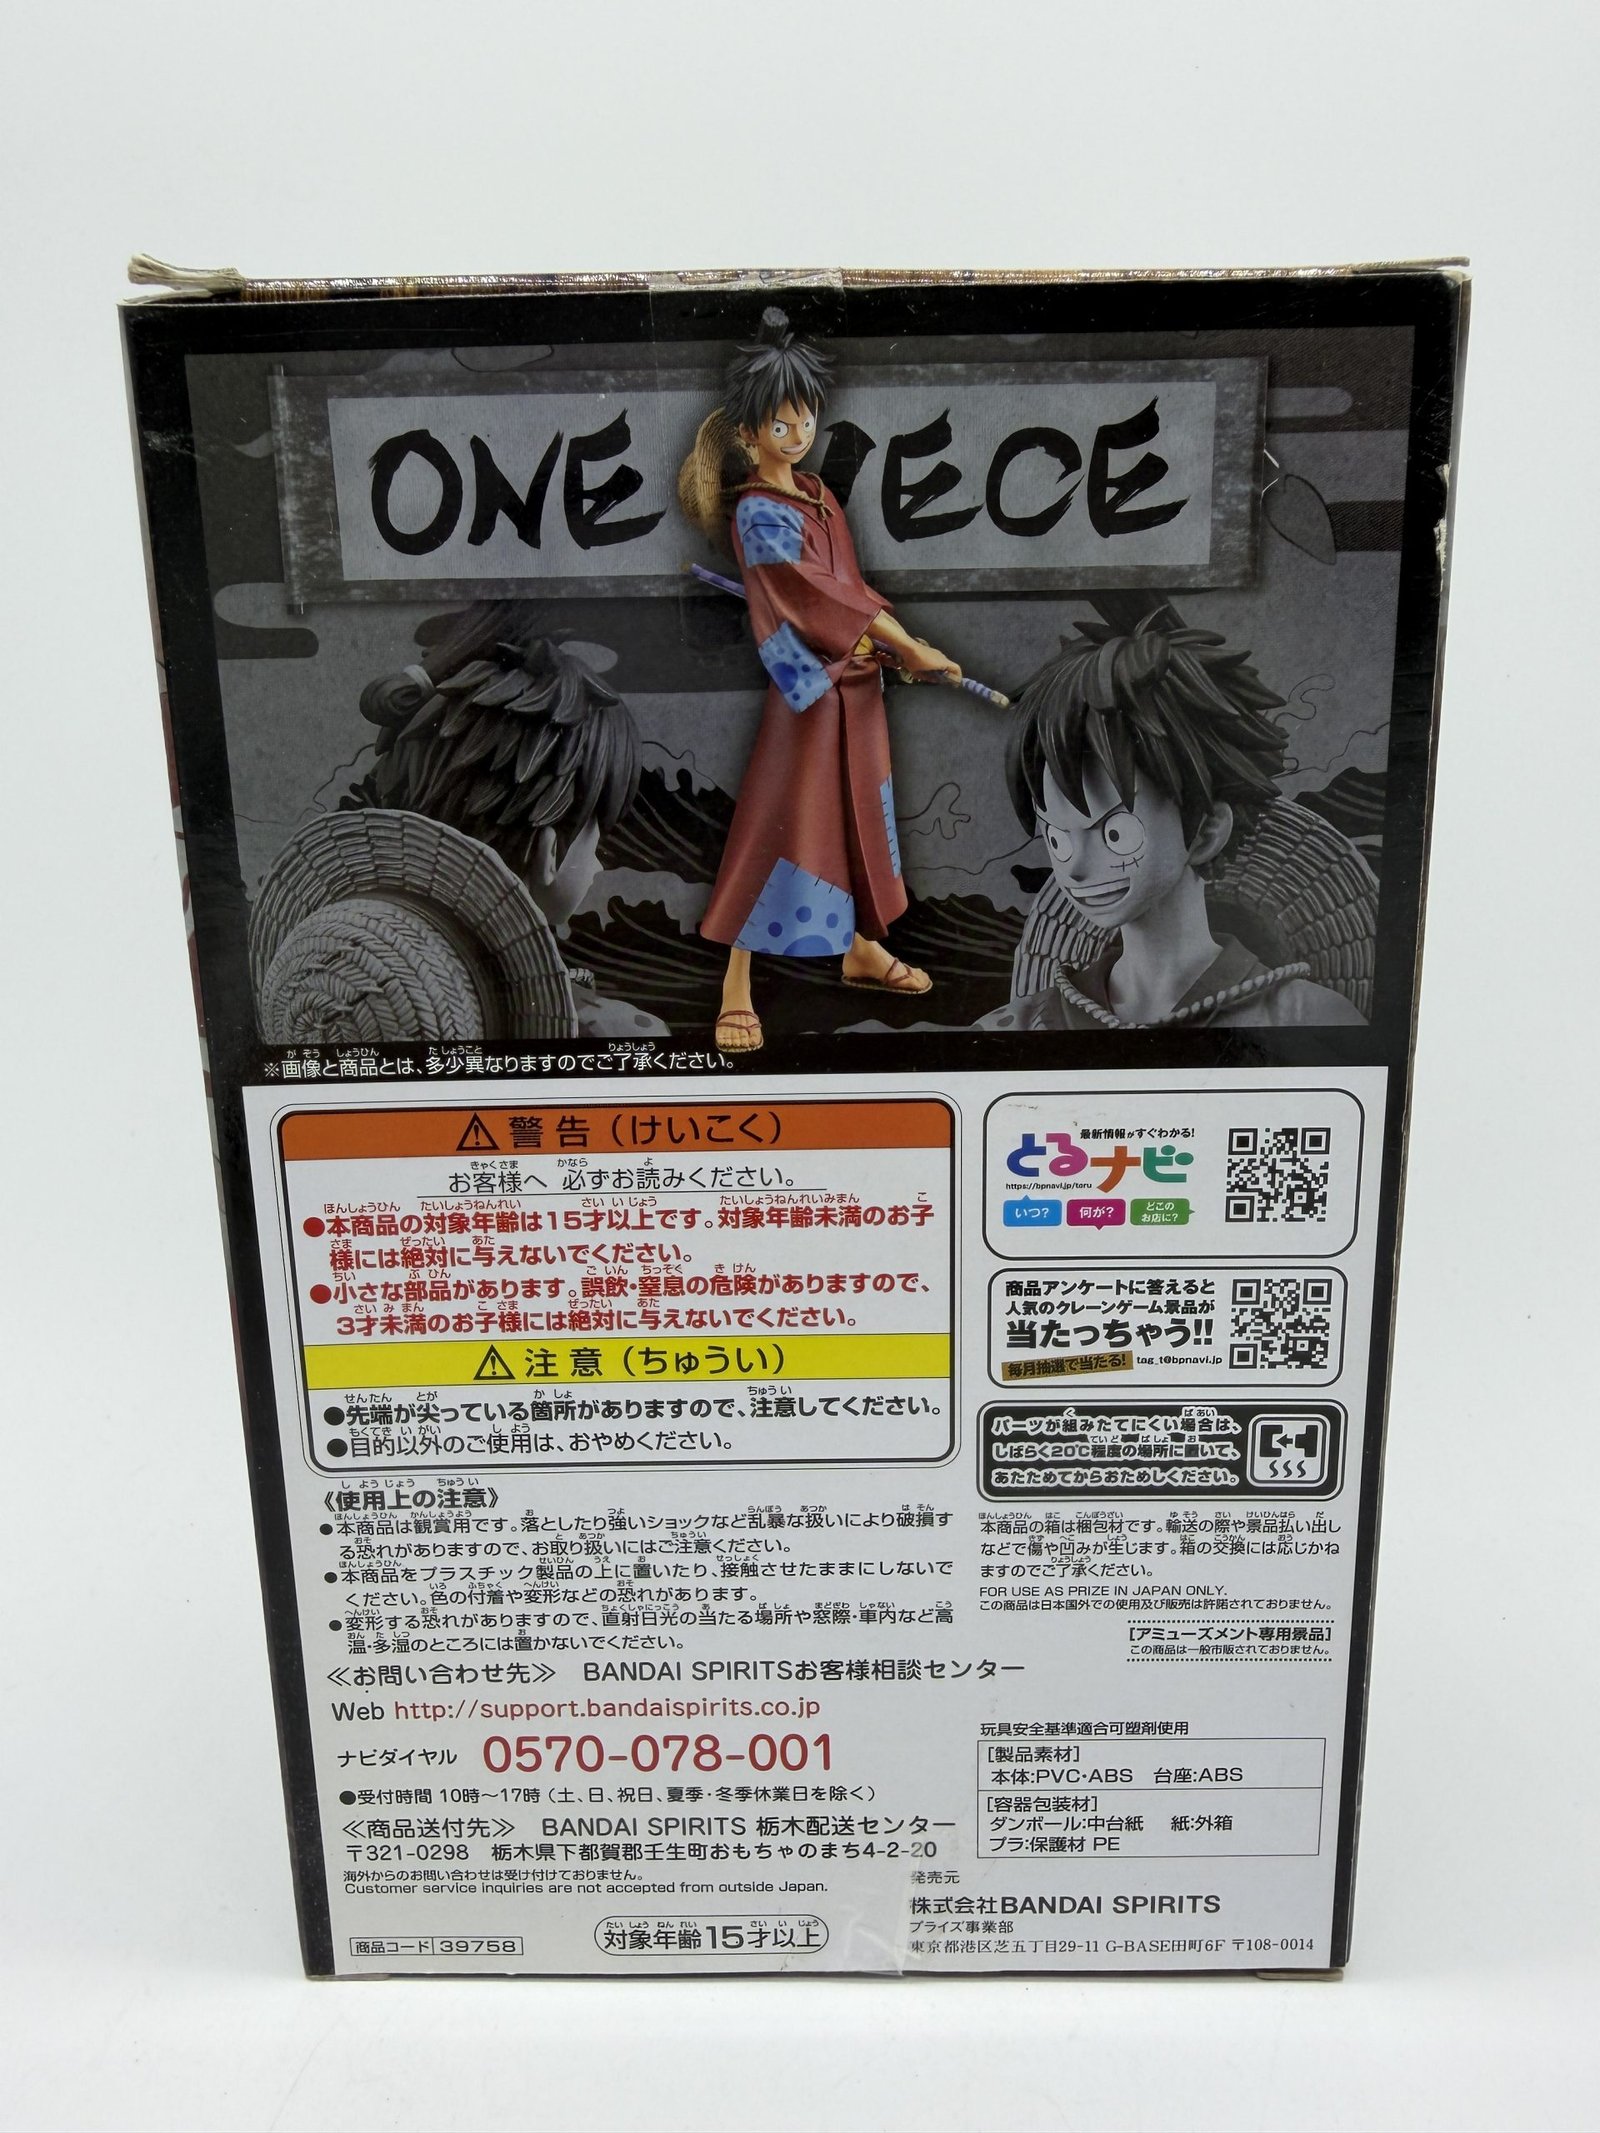 ONE PIECE
※画像と商品とは、多少異なりますのでご了承ください。
警告（けいこく）
お客様へ 必ずお読みください。
●本商品の対象年齢は15才以上です。対象年齢未満のお子
様には絶対に与えないでください。
●小さな部品があります。誤飲・窒息の危険がありますので、
3才未満のお子様には絶対に与えないでください。
注意（ちゅうい）
●先端が尖っている箇所がありますので、注意してください。
●目的以外のご使用は、おやめください。
《使用上の注意》
●本商品は観賞用です。落としたり強いショックなど乱暴な扱いにより破損す
る恐れがありますので、お取り扱いにはご注意ください。
●本商品をプラスチック製品の上に置いたり、接触させたままにしないで
ください。色の付着や変形などの恐れがあります。
●変形する恐れがありますので、直射日光の当たる場所や窓際・車内など高
温・多湿のところには置かないでください。
≪お問い合わせ先≫ BANDAI SPIRITSお客様相談センター
Web http://support.bandaispirits.co.jp
ナビダイヤル 0570-078-001
●受付時間 10時～17時（土、日、祝日、夏季・冬季休業日を除く）
≪商品送付先≫ BANDAI SPIRITS 栃木配送センター
〒321-0298 栃木県下都賀郡壬生町おもちゃのまち4-2-20
海外からのお問い合わせは受け付けておりません。
Customer service inquiries are not accepted from outside Japan.
商品コード 39758
対象年齢15才以上
最新情報がすぐわかる!
とるナビ
https://bpnavi.jp/toru
いつ?
何が?
どこの
お店に?
商品アンケートに答えると
人気のクレーンゲーム景品が
当たっちゃう!!
毎月抽選で当たる!
tag_t@bpnavi.jp
パーツが組みたてにくい場合は、
しばらく20℃程度の場所に置いて、
あたためてからおためしください。
本商品の箱は梱包材です。輸送の際や景品払い出し
などで傷や凹みが生じます。箱の交換には応じかね
ますのでご了承ください。
FOR USE AS PRIZE IN JAPAN ONLY.
この商品は日本国外での使用及び販売は許諾されておりません。
[アミューズメント専用景品]
この商品は一般市販されておりません。
玩具安全基準適合可塑剤使用
[製品素材]
本体:PVC・ABS 台座:ABS
[容器包装材]
ダンボール:中台紙 紙:外箱
プラ:保護材 PE
発売元
株式会社BANDAI SPIRITS
プライズ事業部
東京都港区芝五丁目29-11 G-BASE田町6F 〒108-0014